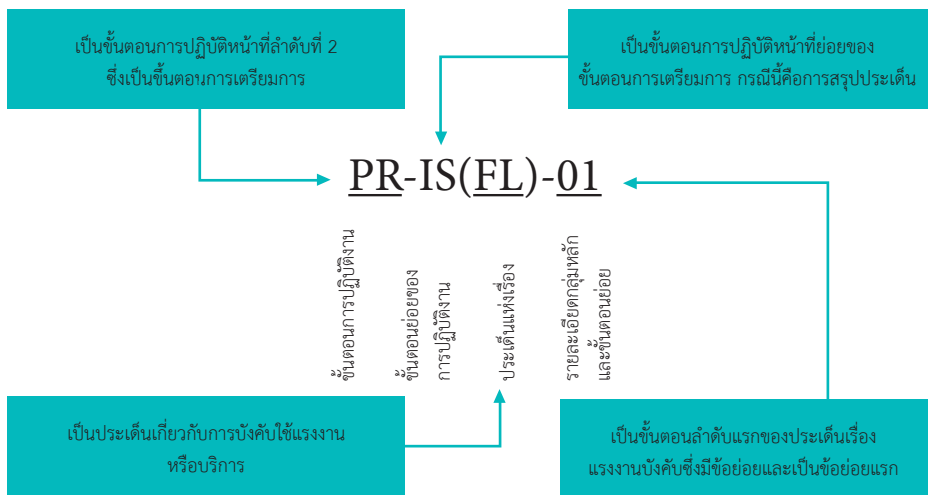 เป็นขั้นตอนการปฏิบัติหน้าที่ลำดับที่ 2
ซึ่งเป็นขึ้นตอนการเตรียมการ
เป็นขั้นตอนการปฏิบัติหน้าที่ย่อยของ
ขั้นตอนการเตรียมการ กรณีนี้คือการสรุปประเด็น
PR-IS(FL)-01
ขั้นตอนการปฏิบัติงาน
ขั้นตอนย่อยของ
การปฏิบัติงาน
ประเด็นแห่งเรื่อง
รายละเอียดกลุ่มหลัก
และขั้นตอนย่อย
เป็นประเด็นเกี่ยวกับการบังคับใช้แรงงาน
หรือบริการ
เป็นขั้นตอนลำดับแรกของประเด็นเรื่อง
แรงงานบังคับซึ่งมีข้อย่อยและเป็นข้อย่อยแรก